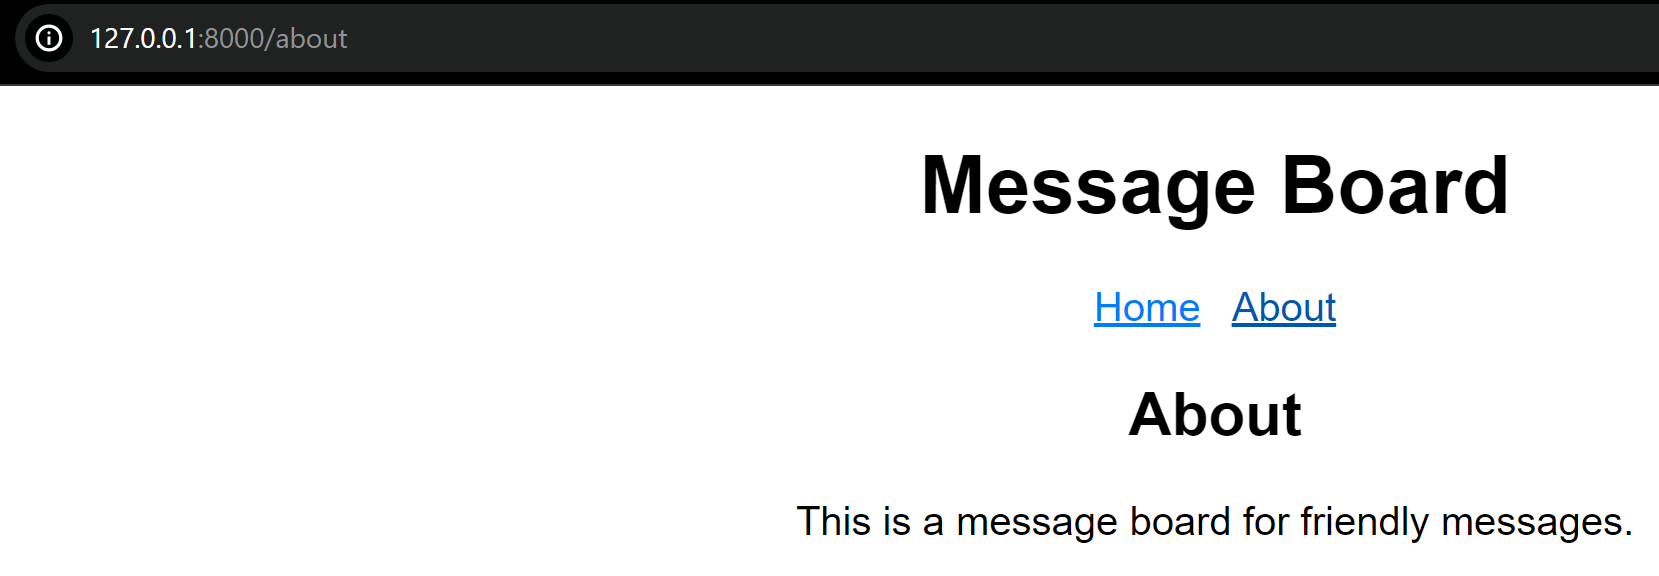 127.0.0.1:8000/about
Message Board
Home About
About
This is a message board for friendly messages.